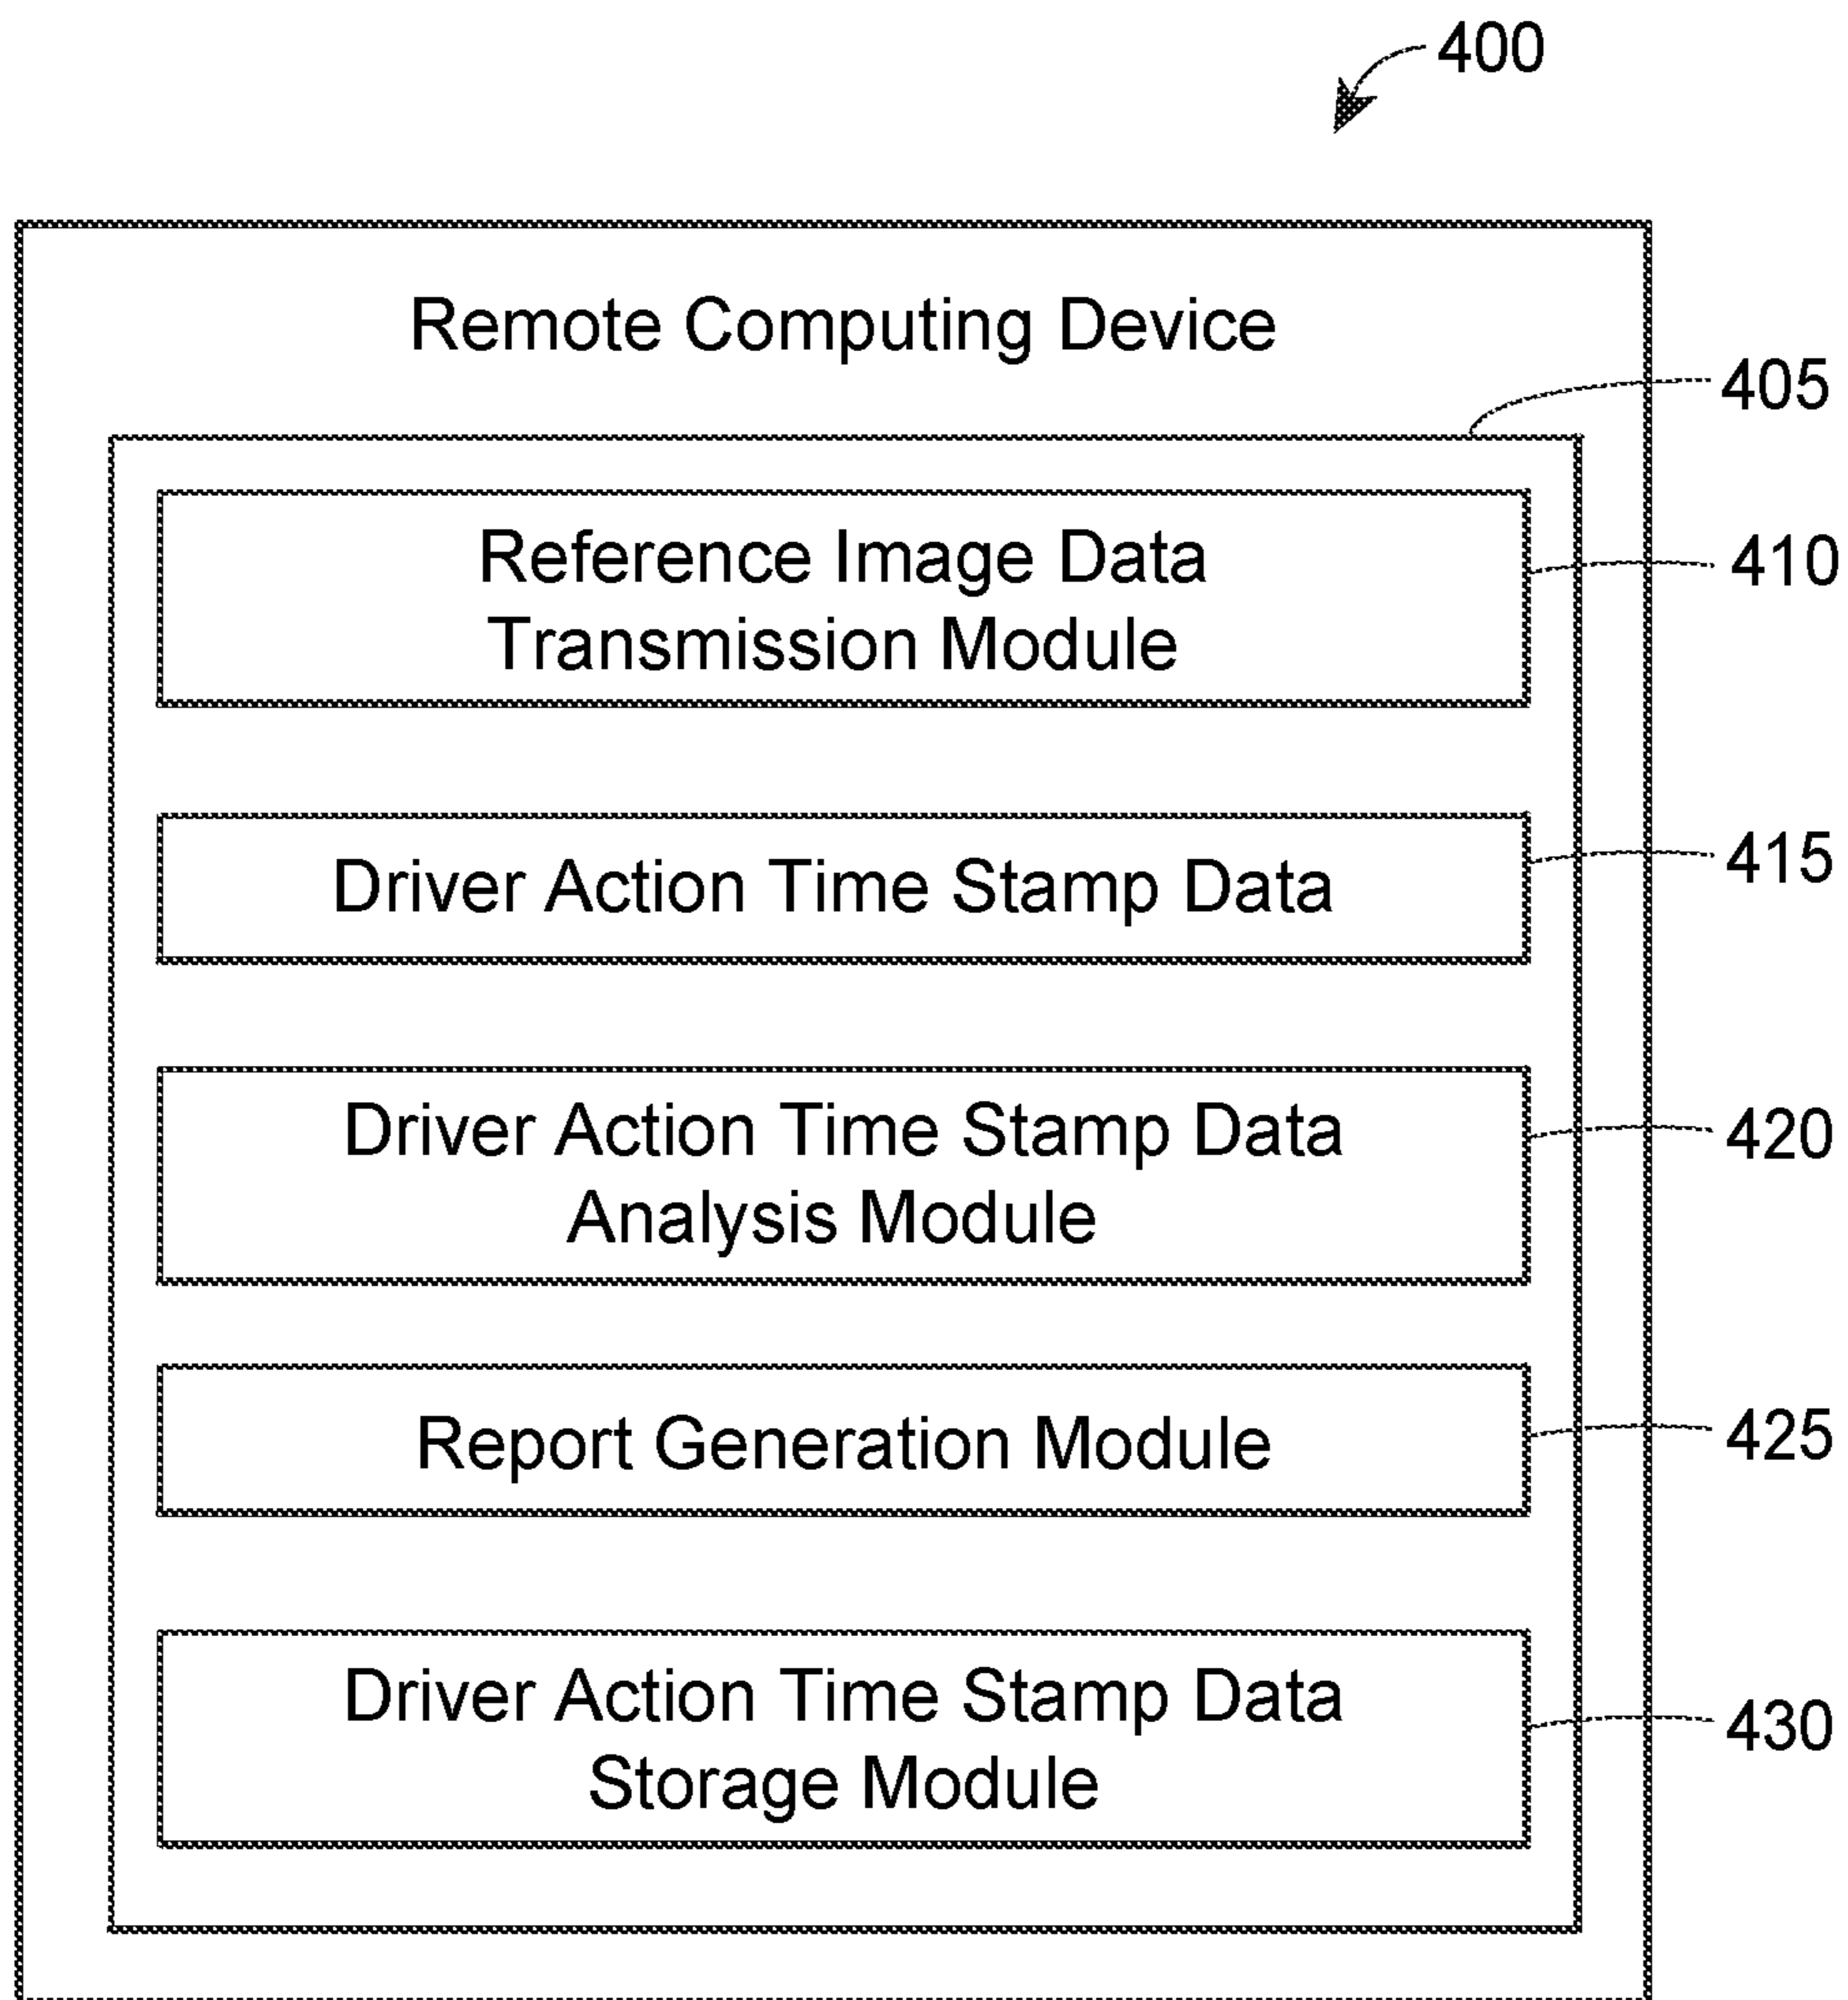 400
Remote Computing Device
405
Reference Image Data
Transmission Module
410
Driver Action Time Stamp Data
415
Driver Action Time Stamp Data
Analysis Module
420
Report Generation Module
425
Driver Action Time Stamp Data
Storage Module
430